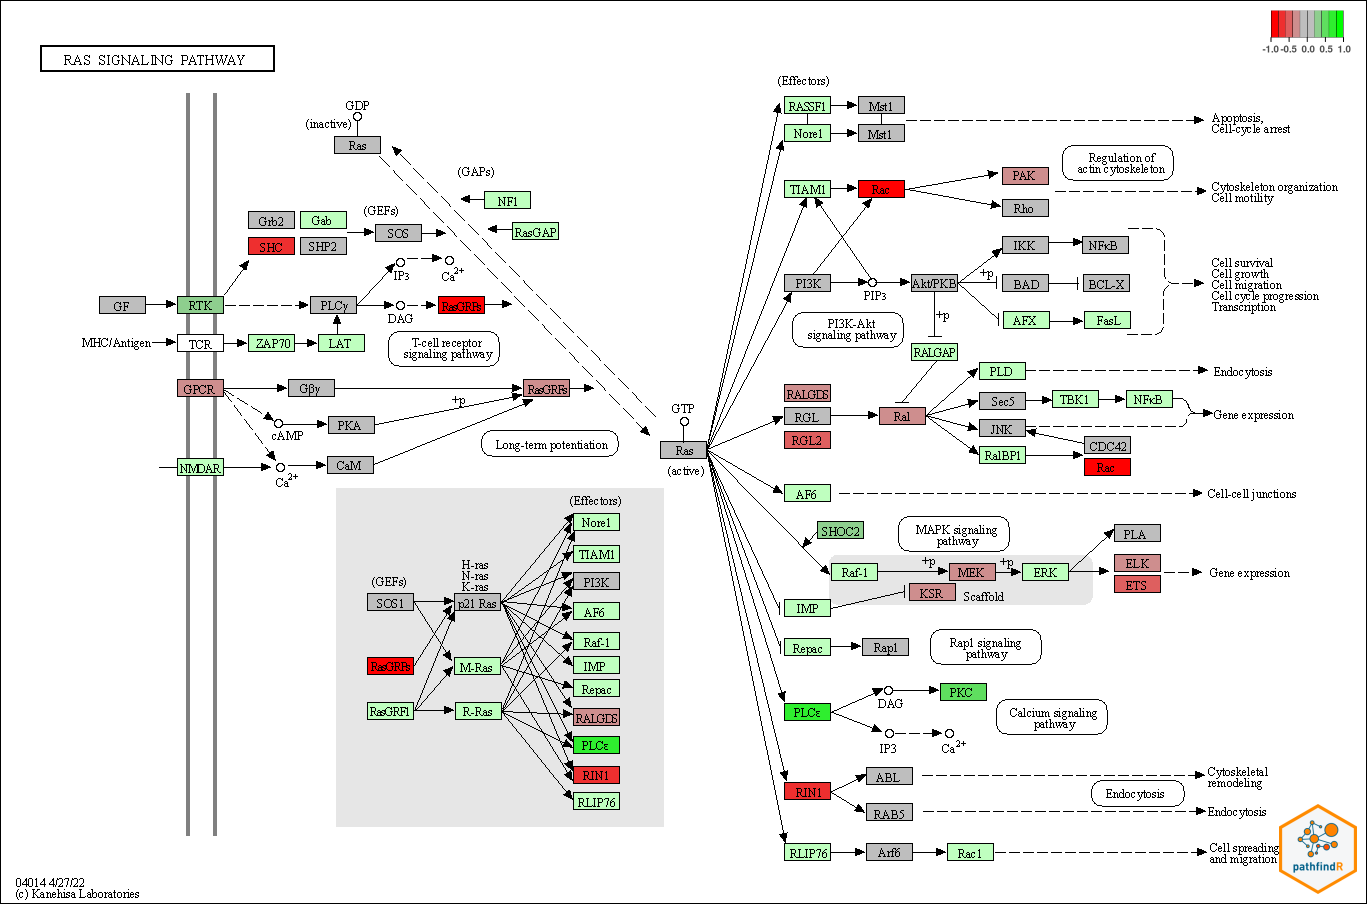 RAS SIGNALING PATHWAY
-1.0 -0.5 0.0 0.5 1.0
GDP
(inactive)
Ras
(GAPs)
NF1
RasGAP
(GEFs)
Grb2
Gab
SOS
SHC
SHP2
IP3
Ca2+
GF
RTK
PLCγ
DAG
RasGRPs
MHC/Antigen
TCR
ZAP70
LAT
T-cell receptor
signaling pathway
GPCR
Gβγ
RasGRFs
+p
cAMP
PKA
Long-term potentiation
NMDAR
Ca2+
CaM
GTP
Ras
(active)
(Effectors)
Nore1
TIAM1
H-ras
N-ras
K-ras
(GEFs)
PI3K
SOS1
p21 Ras
AF6
Raf-1
RasGRPs
M-Ras
IMP
Repac
RasGRF1
R-Ras
RALGDS
PLCε
RIN1
RLIP76
(Effectors)
RASSF1
Mst1
Nore1
Mst1
Apoptosis,
Cell-cycle arrest
Regulation of
actin cytoskeleton
TIAM1
Rac
PAK
Rho
Cytoskeleton organization
Cell motility
IKK
NFκB
PI3K
PIP3
Akt/PKB
+p
BAD
BCL-X
Cell survival
Cell growth
Cell migration
Cell cycle progression
Transcription
+p
AFX
FasL
PI3K-Akt
signaling pathway
RALGAP
PLD
Endocytosis
RALGDS
RGL
RGL2
Ral
Sec5
TBK1
NFκB
Gene expression
JNK
CDC42
RalBP1
Rac
AF6
Cell-cell junctions
SHOC2
MAPK signaling
pathway
PLA
Raf-1
+p
MEK
+p
ERK
ELK
ETS
Gene expression
KSR
Scaffold
IMP
Repac
Rap1
Rap1 signaling
pathway
PLCε
DAG
PKC
IP3
Ca2+
Calcium signaling
pathway
RIN1
ABL
Cytoskeletal
remodeling
RAB5
Endocytosis
Endocytosis
RLIP76
Arf6
Rac1
Cell spreading
and migration
pathfindR
04014 4/27/22
(c) Kanehisa Laboratories